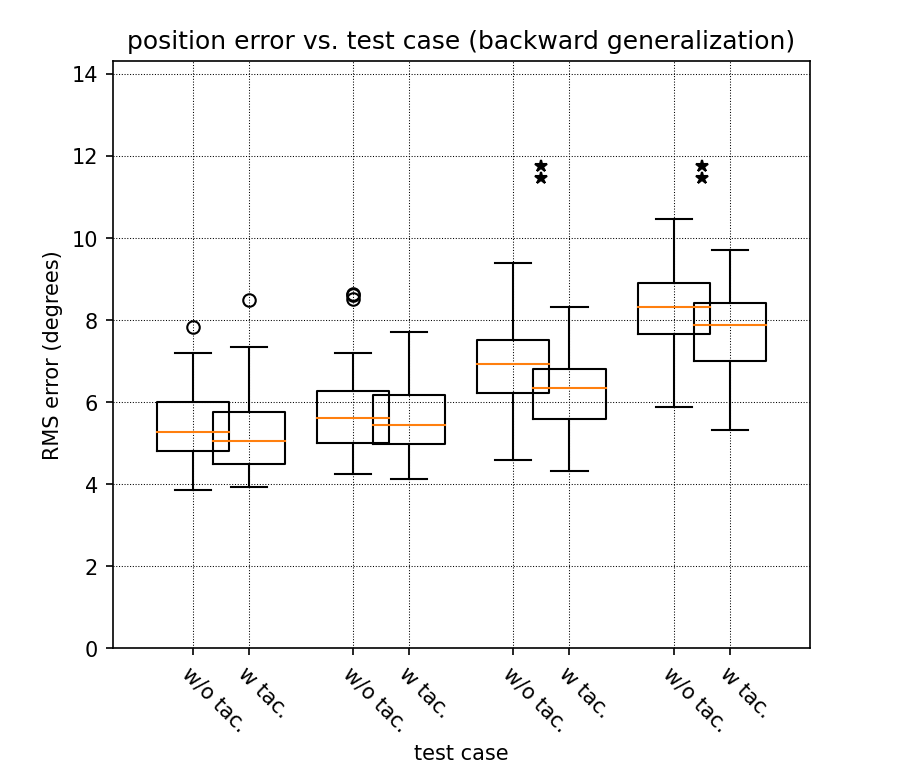 position error vs. test case (backward generalization)
14
12
10
8
6
4
2
0
RMS error (degrees)
w/o tac.
w tac.
w/o tac.
w tac.
w/o tac.
w tac.
w/o tac.
w tac.
test case